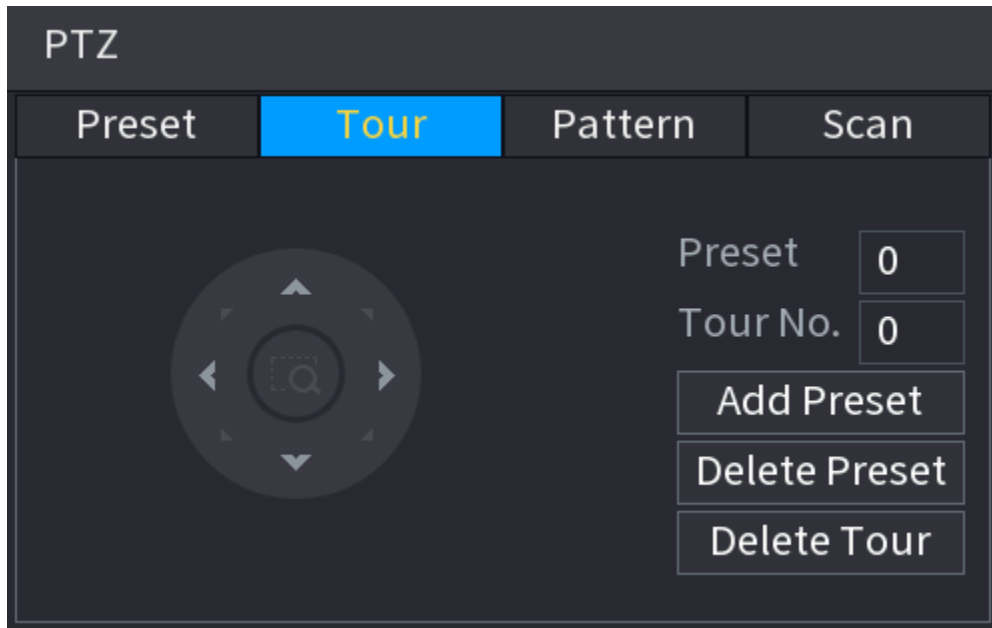 PTZ
Preset Tour Pattern Scan
Preset 0
Tour No. 0
Add Preset
Delete Preset
Delete Tour